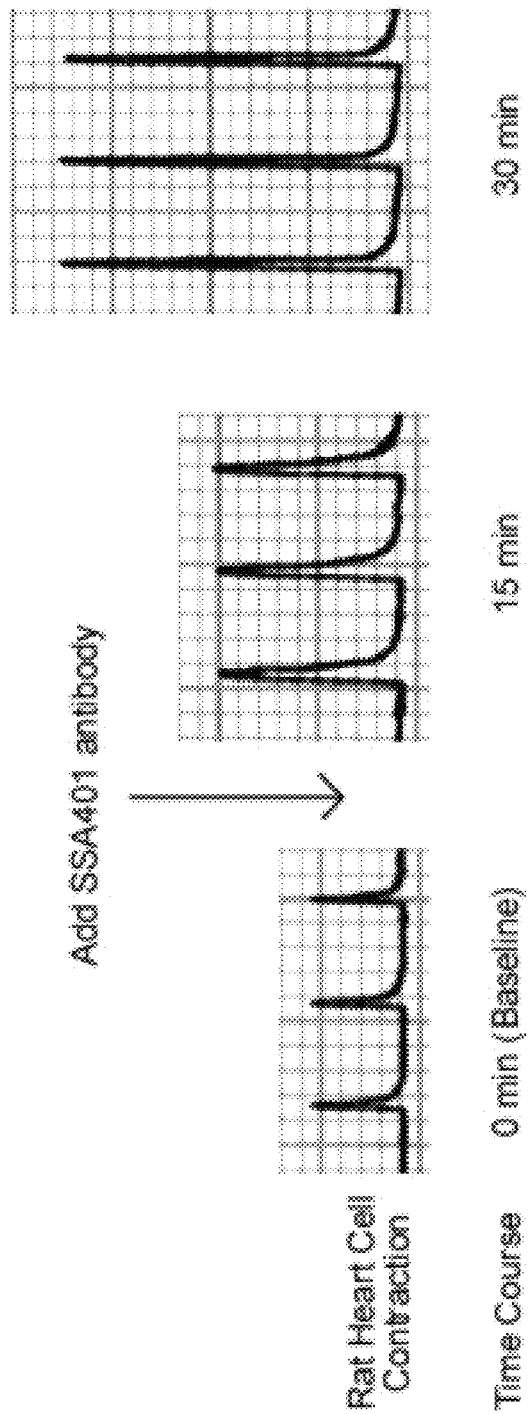 Add SSA401 antibody
Rat Heart Cell
Contraction
Time Course
0 min (Baseline)
15 min
30 min